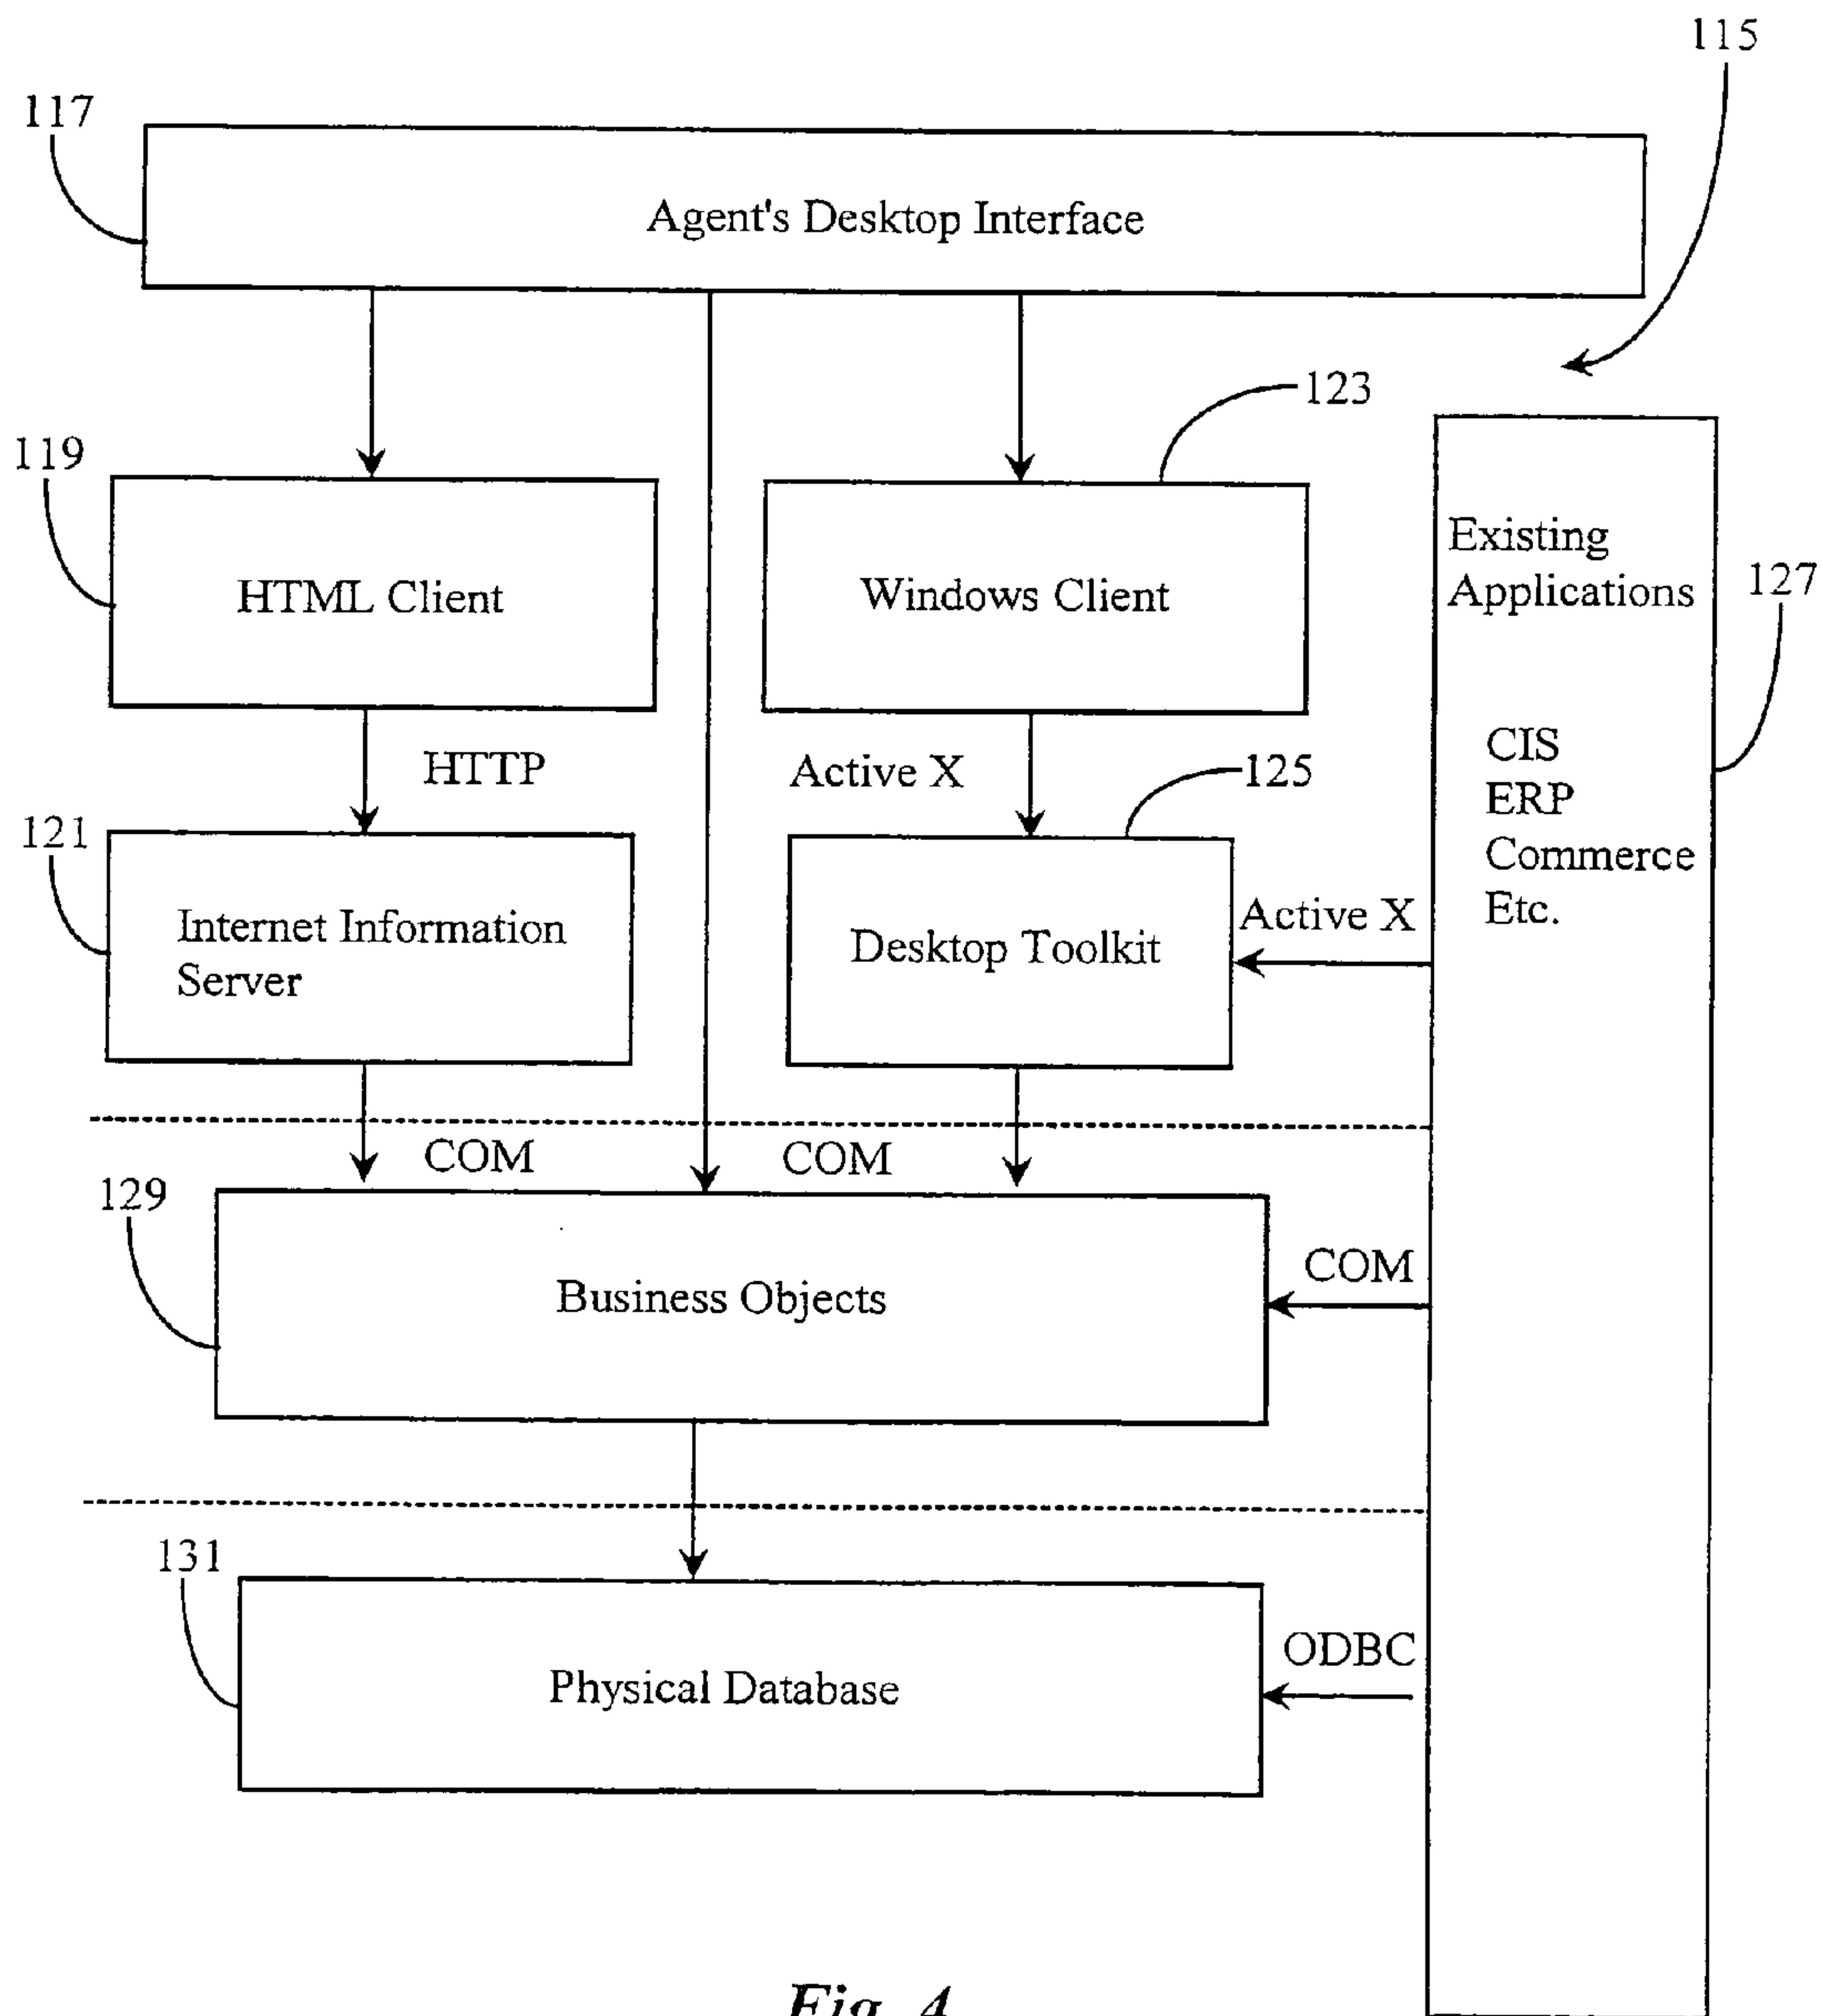 115
117
Agent's Desktop Interface
123
119
HTML Client
Windows Client
Existing
Applications
127
CIS
ERP
Commerce
Etc.
HTTP
Active X
125
121
Internet Information
Server
Desktop Toolkit
Active X
COM
COM
129
Business Objects
COM
131
Physical Database
ODBC
Fig. 4